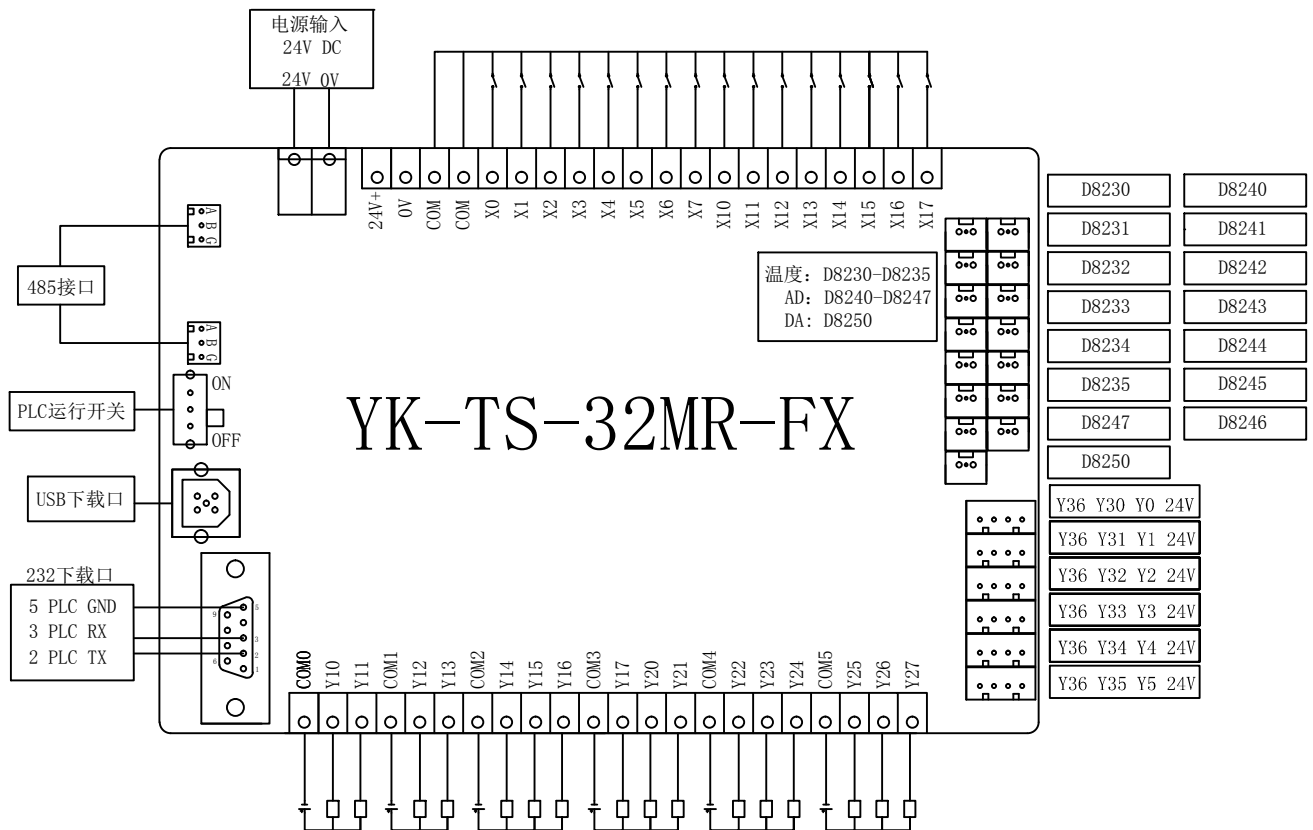 电源输入
24V DC
24V 0V
24V+
0V
COM
COM
X0
X1
X2
X3
X4
X5
X6
X7
X10
X11
X12
X13
X14
X15
X16
X17
D8230
D8240
D8231
D8241
D8232
D8242
D8233
D8243
D8234
D8244
D8235
D8245
D8247
D8246
D8250
A
B
G
485接口
A
B
G
温度: D8230-D8235
AD: D8240-D8247
DA: D8250
ON
PLC运行开关
OFF
YK-TS-32MR-FX
USB下载口
Y36 Y30 Y0 24V
Y36 Y31 Y1 24V
Y36 Y32 Y2 24V
Y36 Y33 Y3 24V
Y36 Y34 Y4 24V
Y36 Y35 Y5 24V
232下载口
5 PLC GND
3 PLC RX
2 PLC TX
5
9
3
2
6
1
COM0
Y10
Y11
COM1
Y12
Y13
COM2
Y14
Y15
Y16
COM3
Y17
Y20
Y21
COM4
Y22
Y23
Y24
COM5
Y25
Y26
Y27